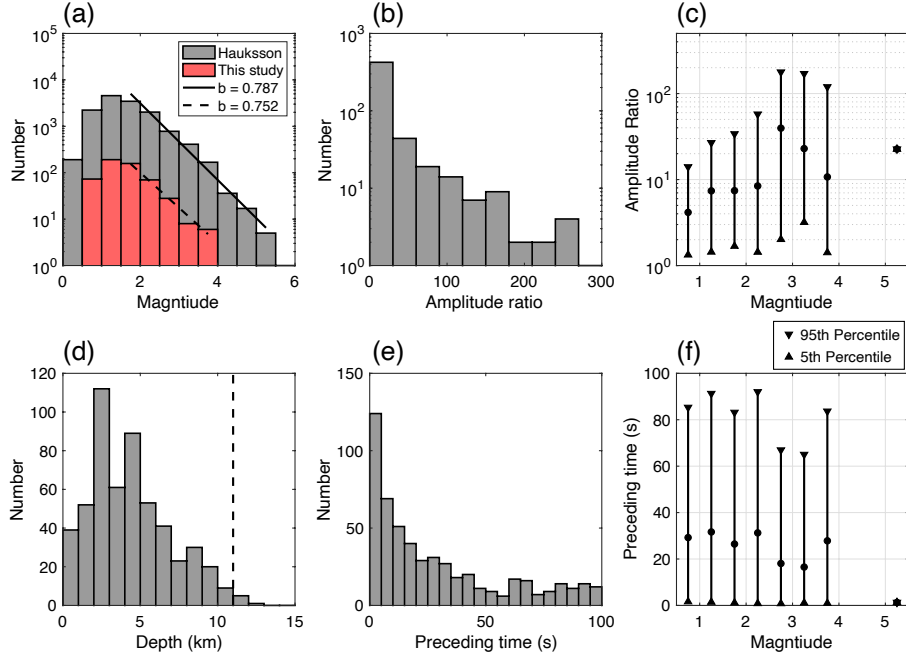 (a)
10^5
10^4
10^3
10^2
10^1
10^0
Number
0 2 4 6
Magntiude
Hauksson
This study
b = 0.787
b = 0.752
(b)
10^3
10^2
10^1
10^0
Number
0 100 200 300
Amplitude ratio
(c)
10^2
10^1
10^0
Amplitude Ratio
1 2 3 4 5
Magntiude
(d)
120
100
80
60
40
20
0
Number
0 5 10 15
Depth (km)
(e)
150
100
50
0
Number
0 50 100
Preceding time (s)
95th Percentile
5th Percentile
(f)
100
80
60
40
20
0
Preceding time (s)
1 2 3 4 5
Magntiude